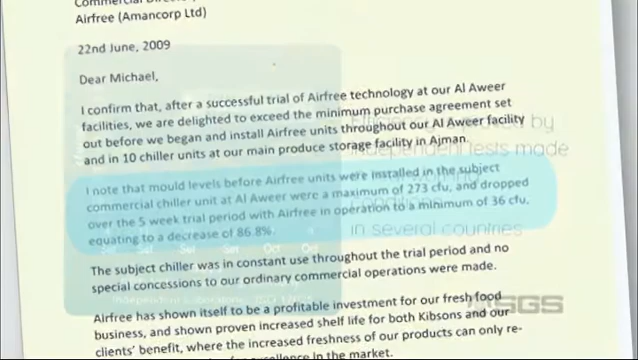 Airfree (Amancorp Ltd)
22nd June, 2009
Dear Michael,
I confirm that, after a successful trial of Airfree technology at our Al Aweer
facilities, we are delighted to exceed the minimum purchase agreement set
out before we began and install Airfree units throughout our Al Aweer facility
and in 10 chiller units at our main produce storage facility in Ajman.
I note that mould levels before Airfree units were installed in the subject
commercial chiller unit at Al Aweer were a maximum of 273 cfu, and dropped
over the 5 week trial period with Airfree in operation to a minimum of 36 cfu,
equating to a decrease of 86.8%.
The subject chiller was in constant use throughout the trial period and no
special concessions to our ordinary commercial operations were made.
Airfree has shown itself to be a profitable investment for our fresh food
business, and shown proven increased shelf life for both Kibsons and our
clients' benefit, where the increased freshness of our products can only re-
excellence in the market.
by
independent tests made
in several countries
SGS